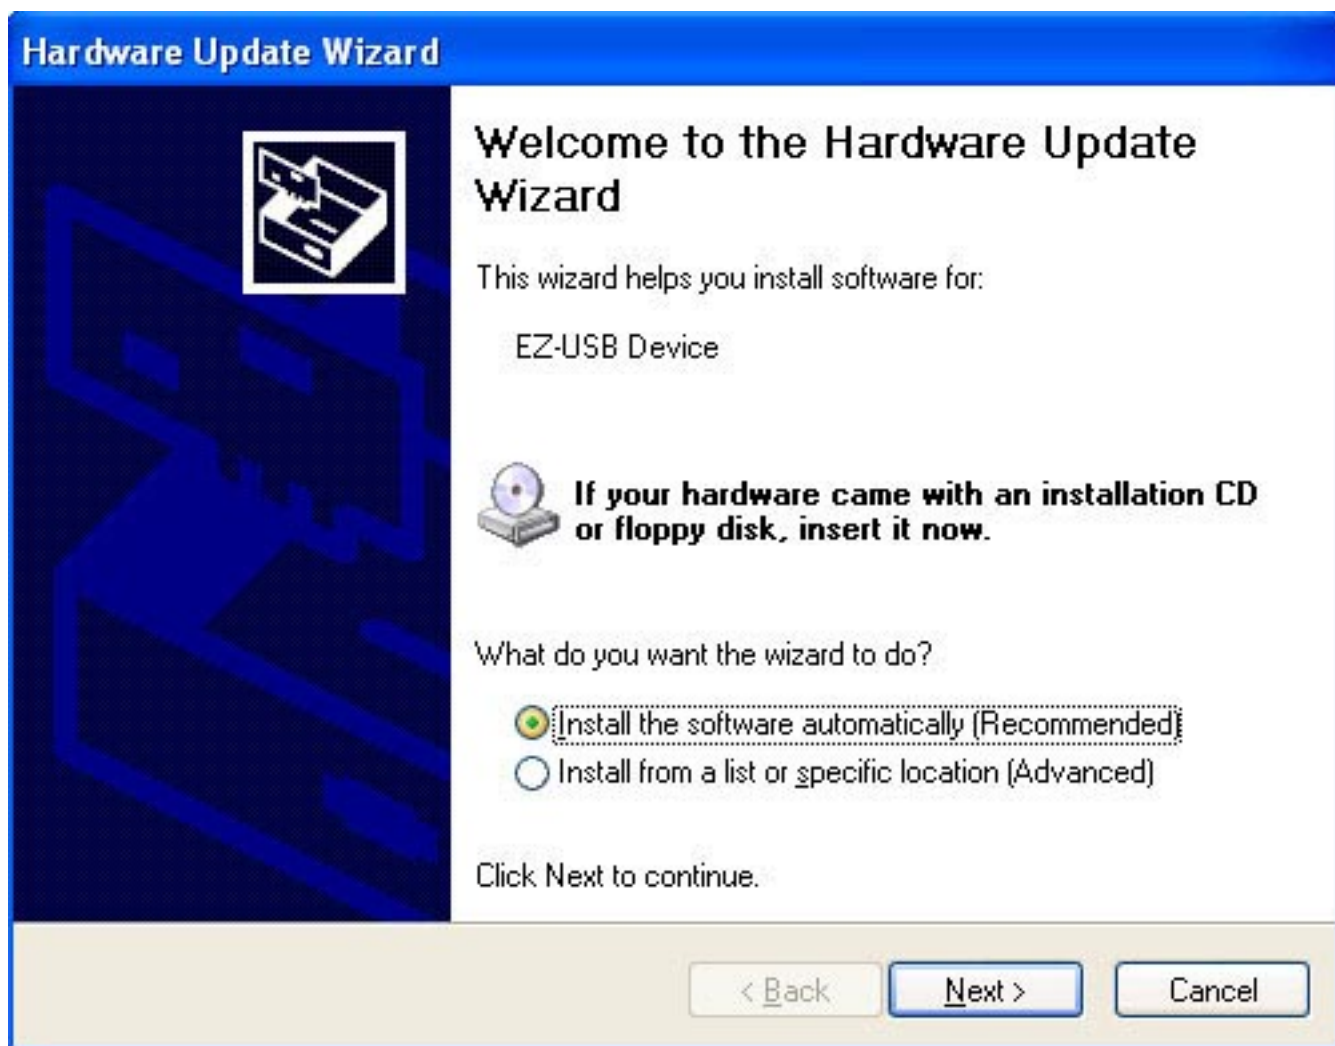 Hardware Update Wizard
Welcome to the Hardware Update
Wizard
This wizard helps you install software for:
EZ-USB Device
If your hardware came with an installation CD
or floppy disk, insert it now.
What do you want the wizard to do?
Install the software automatically (Recommended)
Install from a list or specific location (Advanced)
Click Next to continue.
< Back
Next >
Cancel